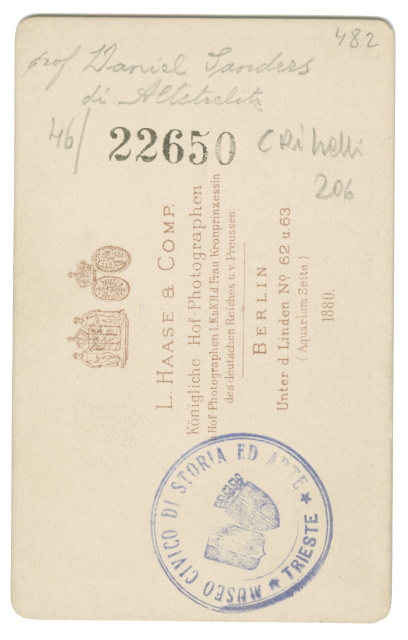 482
prof. Daniel Sanders
di Altstrelitz
46/
22650
206
L. HAASE & COMP.
Königliche Hof-Photographen
Hof-Photographen I.K.u.K.H.d. Frau Kronprinzessin
des deutschen Reiches u.v. Preussen.
BERLIN
Unter d. Linden No 62 u 63
(Aquarium Seite.)
1880.
MUSEO CIVICO DI STORIA ED ARTE
★ TRIESTE ★